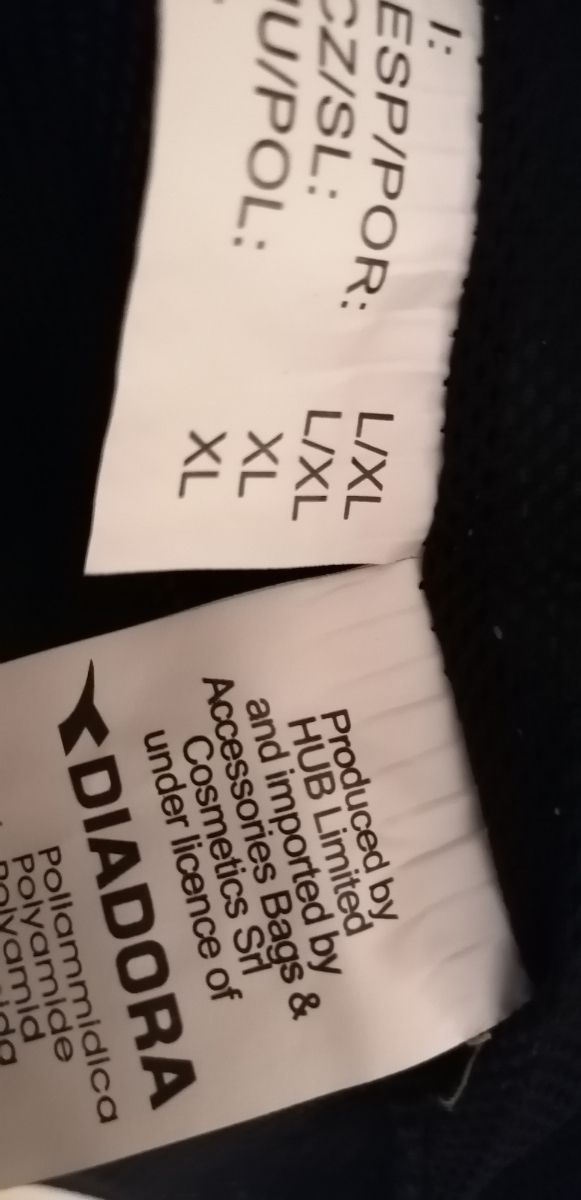 I:
ESP/POR:
CZ/SL:
U/POL:
L/XL
L/XL
XL
XL
Produced by
HUB Limited
and imported by
Accessories Bags &
Cosmetics Srl
under licence of
DIADORA
Poliammidica
Polyamide
Polyamid